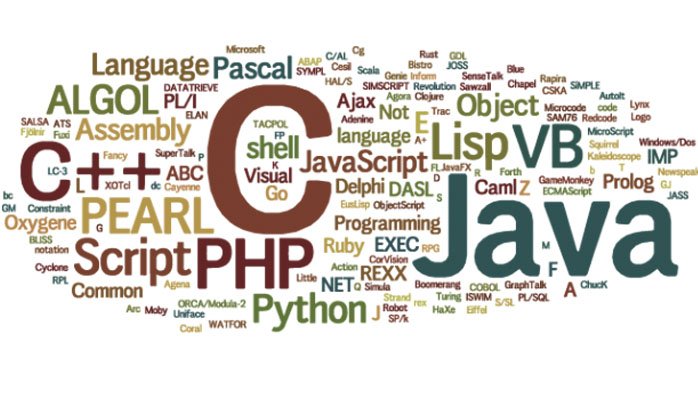 Microsoft
Language Pascal
ABAP C/AL Cg
SYMPL Cesil
HAL/S Scala
Rust GDL
Bistro JOSS
Genie Inform
SenseTalk Blue
SIMSCRIPT Revolution Sawzall Chapel Rapira
CSKA SiMPLE
ALGOL DATATRIEVE
PL/I
ELAN
C
Ajax Agora Clojure
Adenine Not E Trac
Object
Microcode AutoIt
code Lynx
SAM76 Redcode Logo
SALSA ATS
Fjölnir Fuxi
Assembly
TACPOL
FP
shell
K
language A+
Lisp VB
MicroScript
Squirrel Windows/Dos
Kaleidoscope IMP
b T Newspeak
C++
LC-3
Fancy SuperTalk P
L XOTcl dc ABC
Cayenne
Visual
Go
JavaScript
FL JavaFX R Forth
D
Delphi DASL S
Caml Z
GameMonkey
ECMAScript
Prolog GJ
JASS
bc
GM Constraint
Oxygene
PEARL
G
EusLisp ObjectScript
Programming
Java
BLISS
notation
Script PHP
Ruby EXEC RPG
M
F
A ChucK
Cyclone
RPL
Common Agena
Little
Action CorVision
REXX
NET Q Simula
Boomerang COBOL GraphTalk
Turing ISWIM PL/SQL
Arc Moby ORCA/Modula-2
Uniface
Coral WATFOR
Python
J Strand rex
Robot
SP/k
HaXe Eiffel S/SL